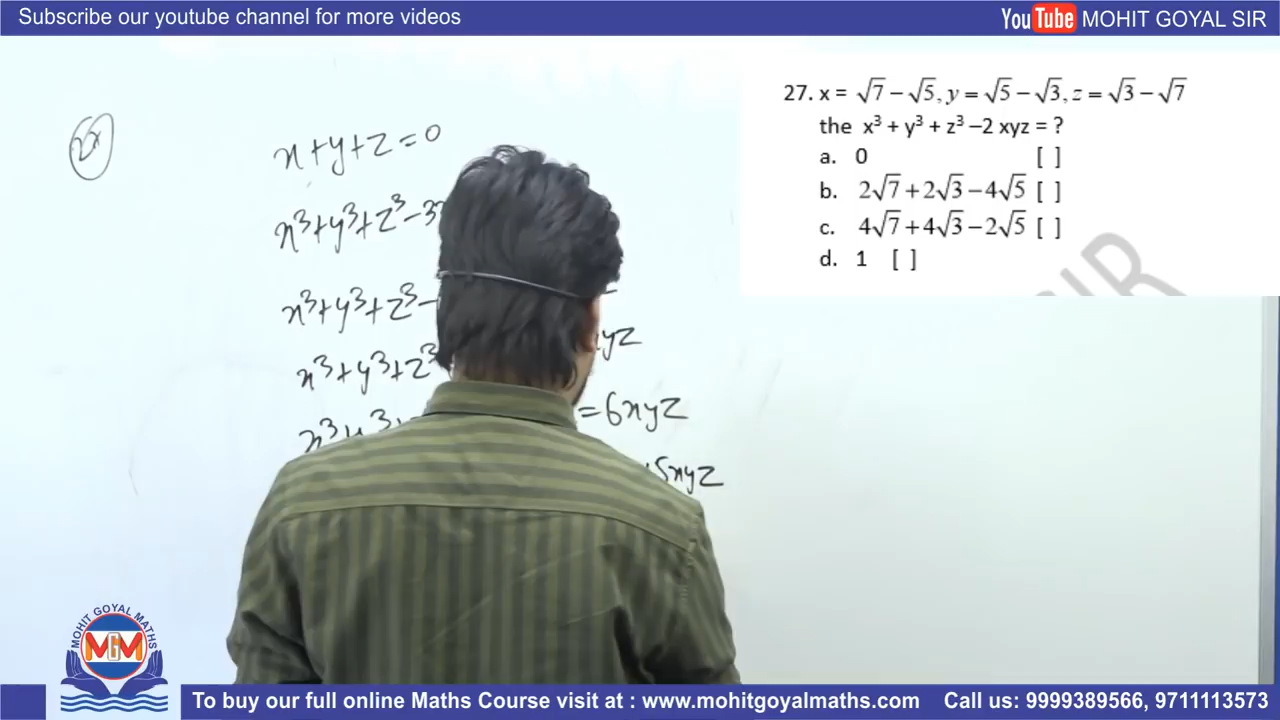 Subscribe our youtube channel for more videos
YouTube MOHIT GOYAL SIR
27. x = √7 − √5, y = √5 − √3, z = √3 − √7
the x³ + y³ + z³ −2 xyz = ?
a. 0 [ ]
b. 2√7 + 2√3 − 4√5 [ ]
c. 4√7 + 4√3 − 2√5 [ ]
d. 1 [ ]
x+y+z=0
x³+y³+z³−3
x³+y³+z³−
yz
x³+y³+z³
=6xyz
x³
5xyz
SIR
MOHIT GOYAL MATHS
MGM
To buy our full online Maths Course visit at : www.mohitgoyalmaths.com Call us: 9999389566, 9711113573